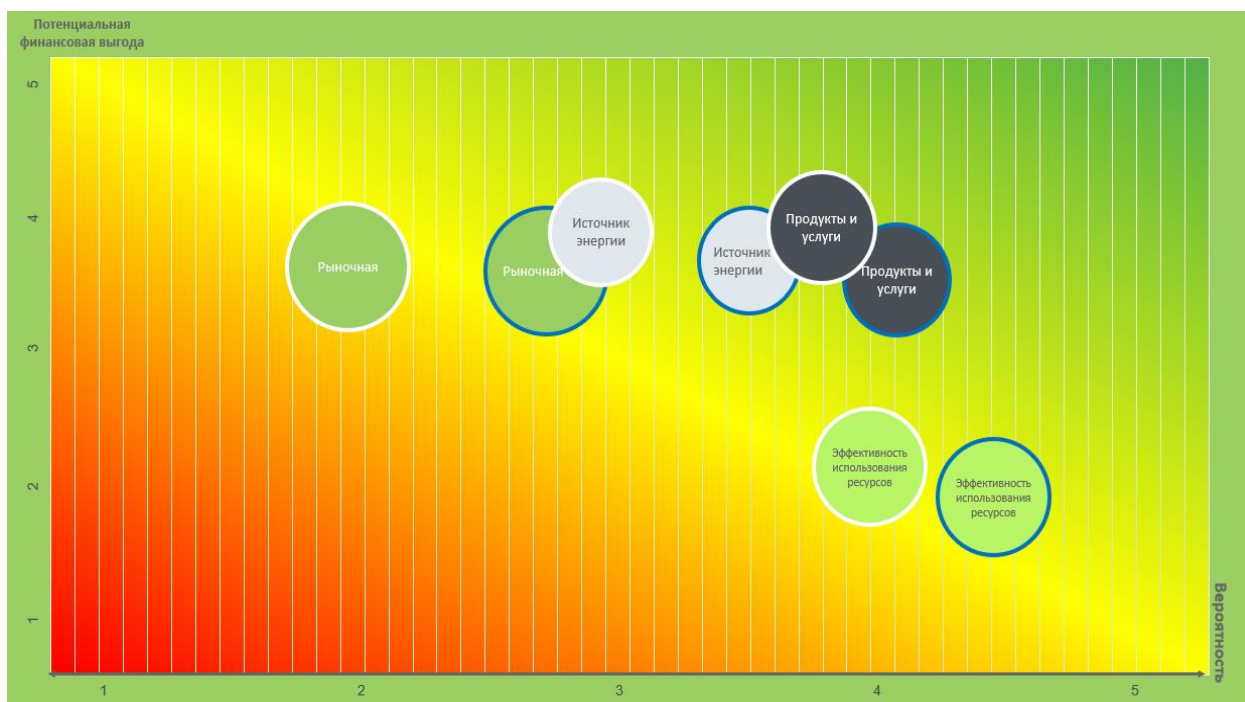 Потенциальная
финансовая выгода
5
4
3
2
1
Рыночная
Рыночная
Источник
энергии
Источник
энергии
Продукты и
услуги
Продукты и
услуги
Эффективность
использования
ресурсов
Эффективность
использования
ресурсов
Вероятность
1
2
3
4
5